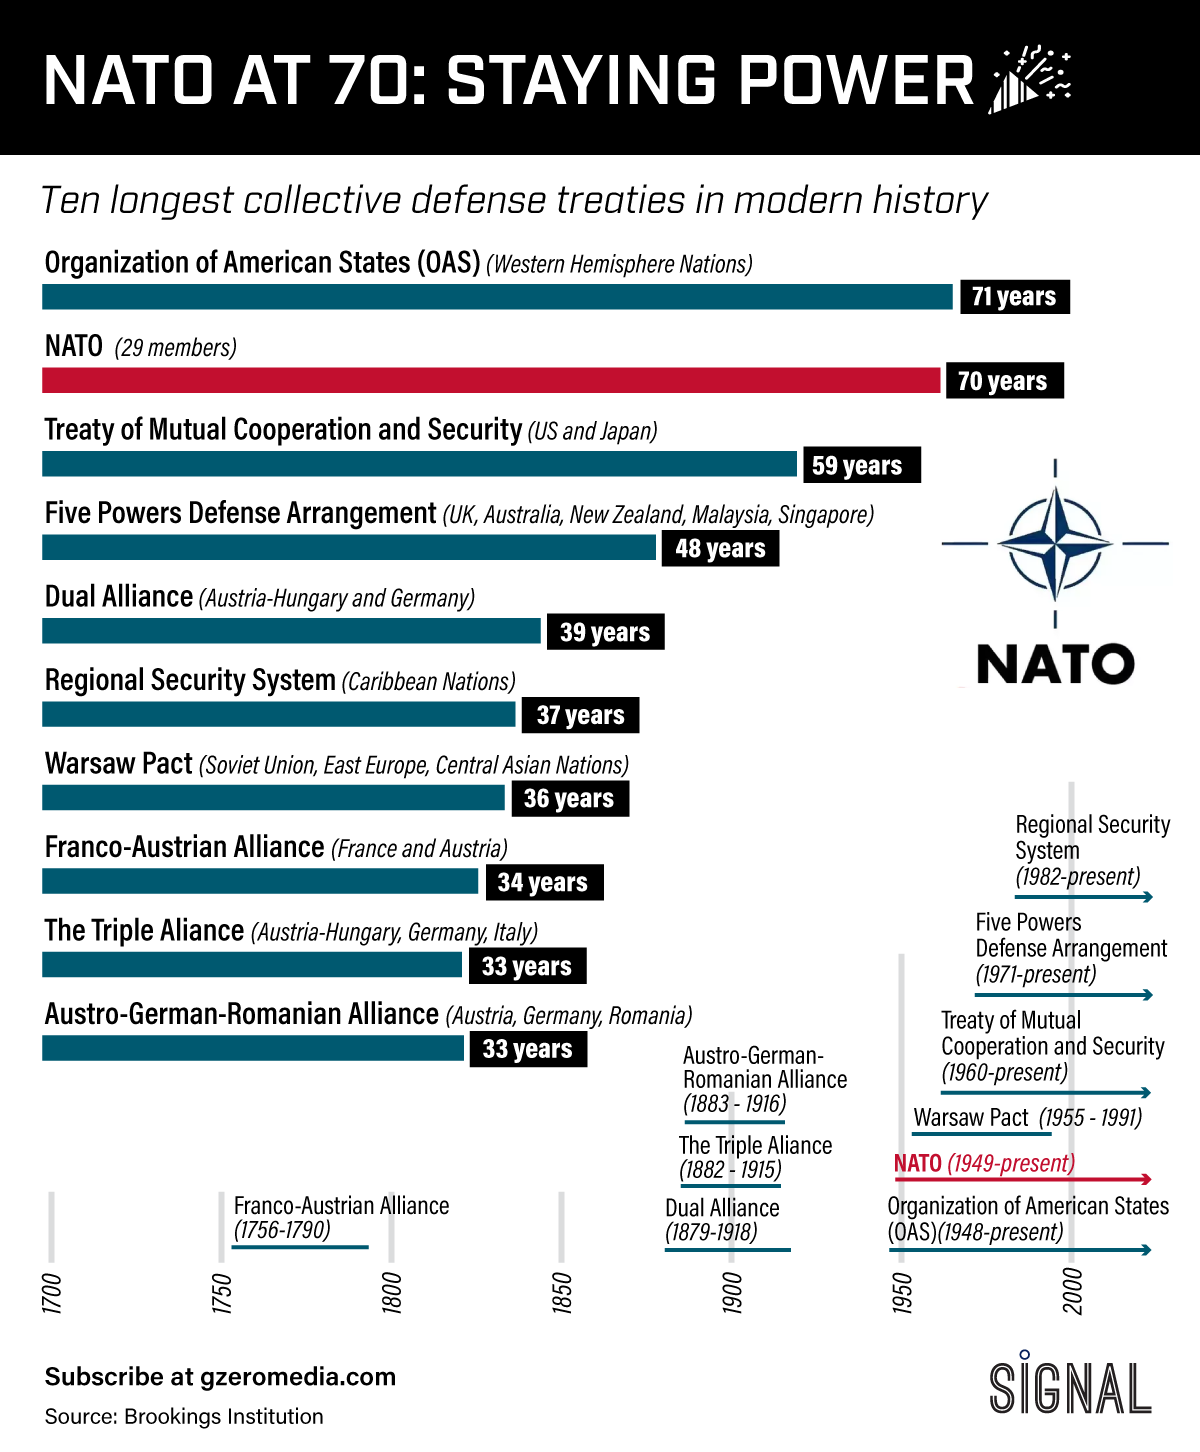 NATO AT 70: STAYING POWER
Ten longest collective defense treaties in modern history
Organization of American States (OAS) (Western Hemisphere Nations)
71 years
NATO (29 members)
70 years
Treaty of Mutual Cooperation and Security (US and Japan)
59 years
Five Powers Defense Arrangement (UK, Australia, New Zealand, Malaysia, Singapore)
48 years
Dual Alliance (Austria-Hungary and Germany)
39 years
NATO
Regional Security System (Caribbean Nations)
37 years
Warsaw Pact (Soviet Union, East Europe, Central Asian Nations)
36 years
Franco-Austrian Alliance (France and Austria)
34 years
The Triple Aliance (Austria-Hungary, Germany, Italy)
33 years
Austro-German-Romanian Alliance (Austria, Germany, Romania)
33 years
Regional Security
System
(1982-present)
Five Powers
Defense Arrangement
(1971-present)
Treaty of Mutual
Cooperation and Security
(1960-present)
Warsaw Pact (1955 - 1991)
NATO (1949-present)
Organization of American States
(OAS)(1948-present)
Austro-German-
Romanian Alliance
(1883 - 1916)
The Triple Aliance
(1882 - 1915)
Dual Alliance
(1879-1918)
Franco-Austrian Alliance
(1756-1790)
1700
1750
1800
1850
1900
1950
2000
Subscribe at gzeromedia.com
Source: Brookings Institution
SIGNAL